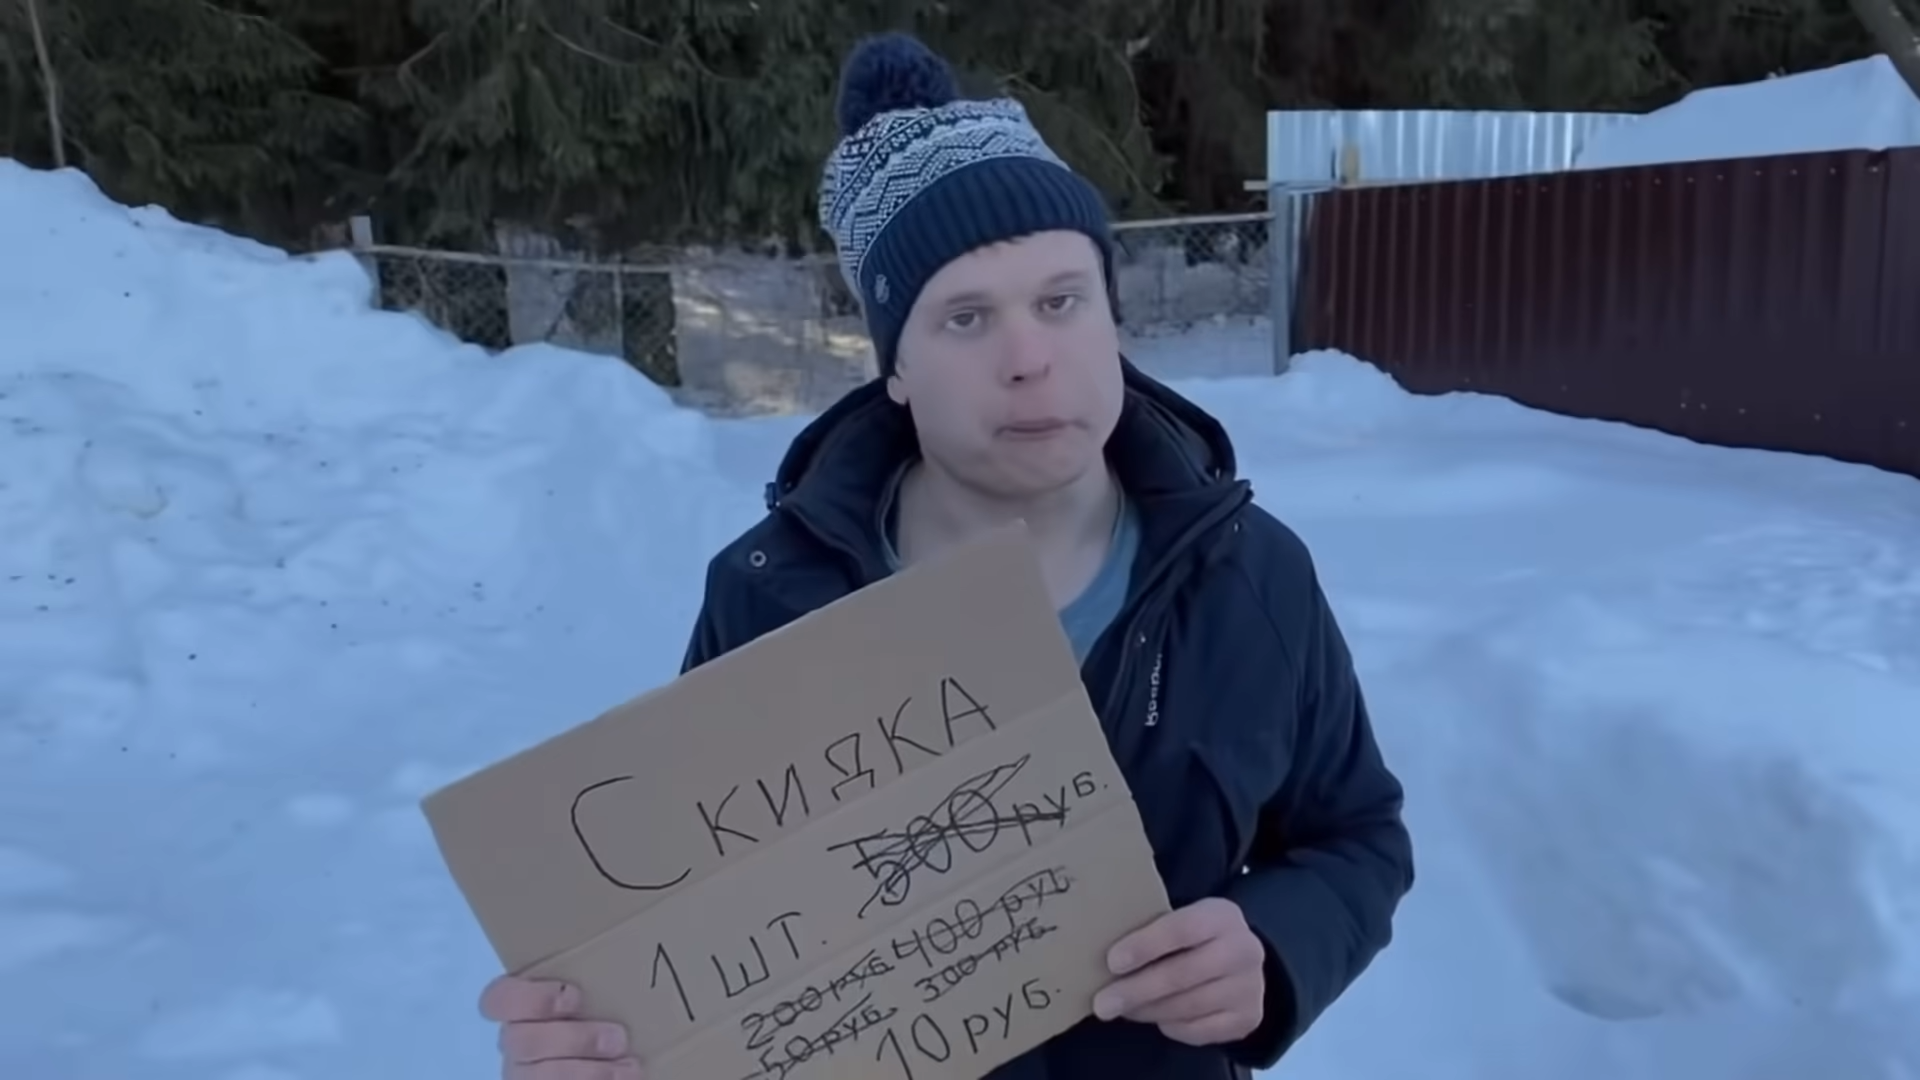 Скидка
1 шт. 500 руб.
200 руб. 400 руб
50 руб. 300 руб.
10 руб.